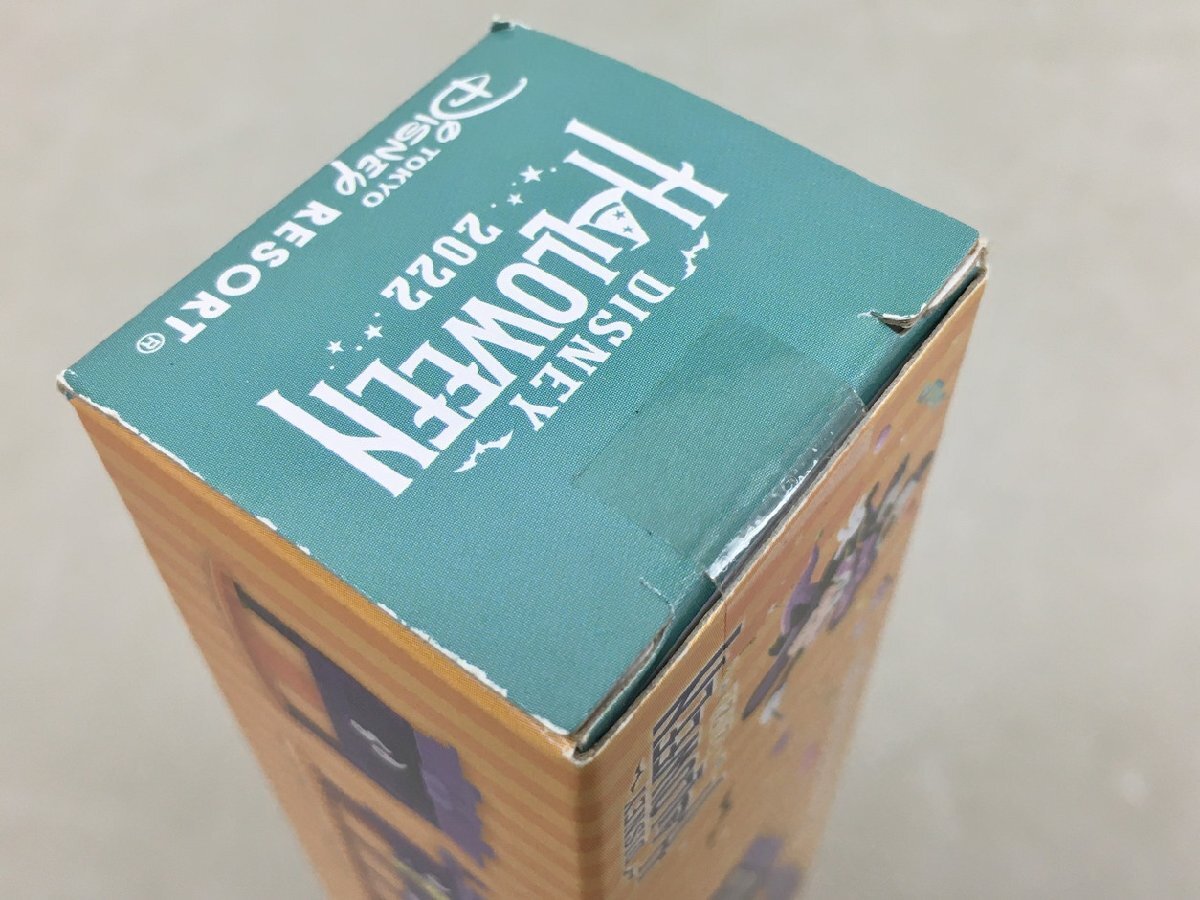 DISNEY
HALLOWEEN
2022
TOKYO
Disney RESORT®